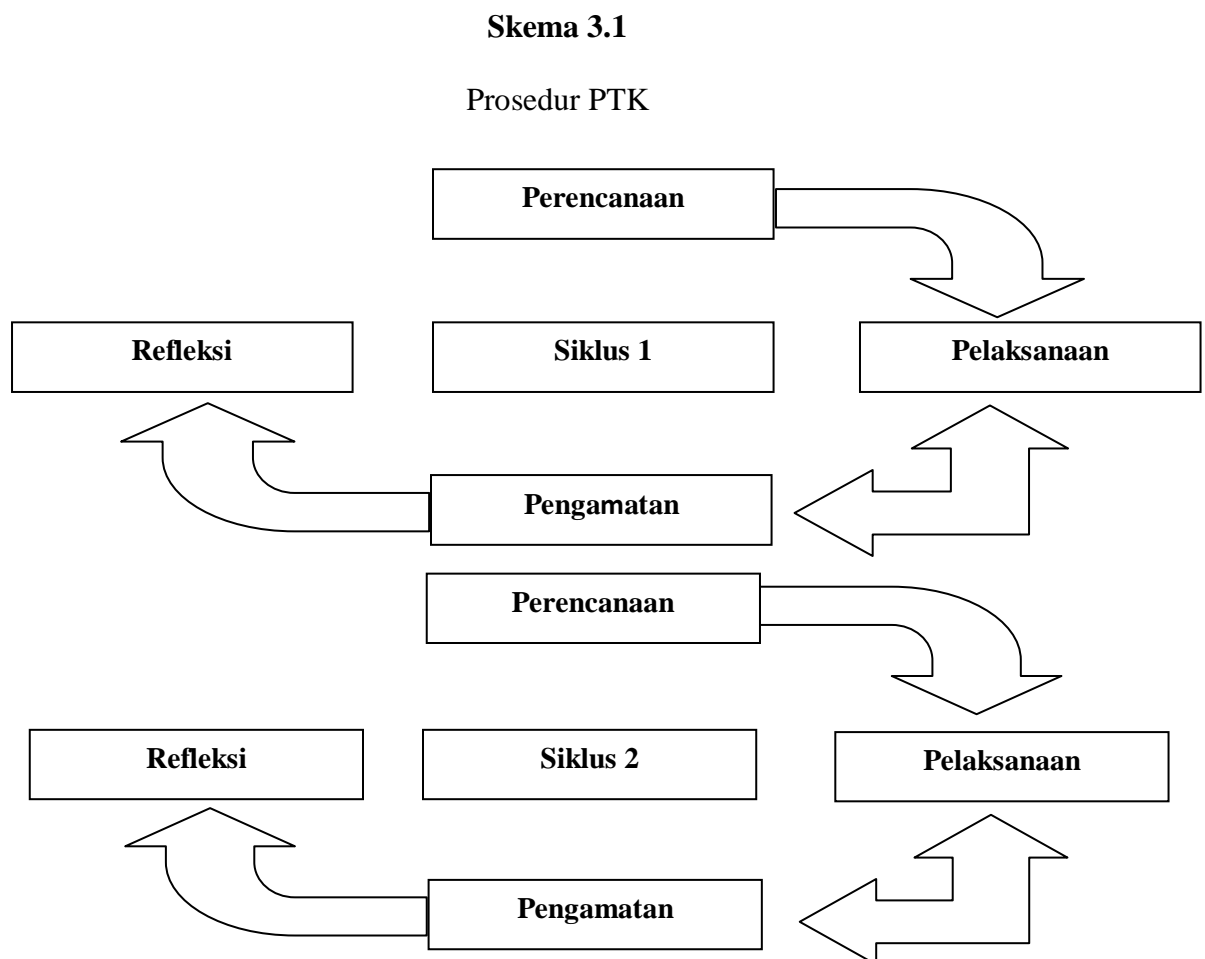 Skema 3.1
Prosedur PTK
Perencanaan
Refleksi
Siklus 1
Pelaksanaan
Pengamatan
Perencanaan
Refleksi
Siklus 2
Pelaksanaan
Pengamatan